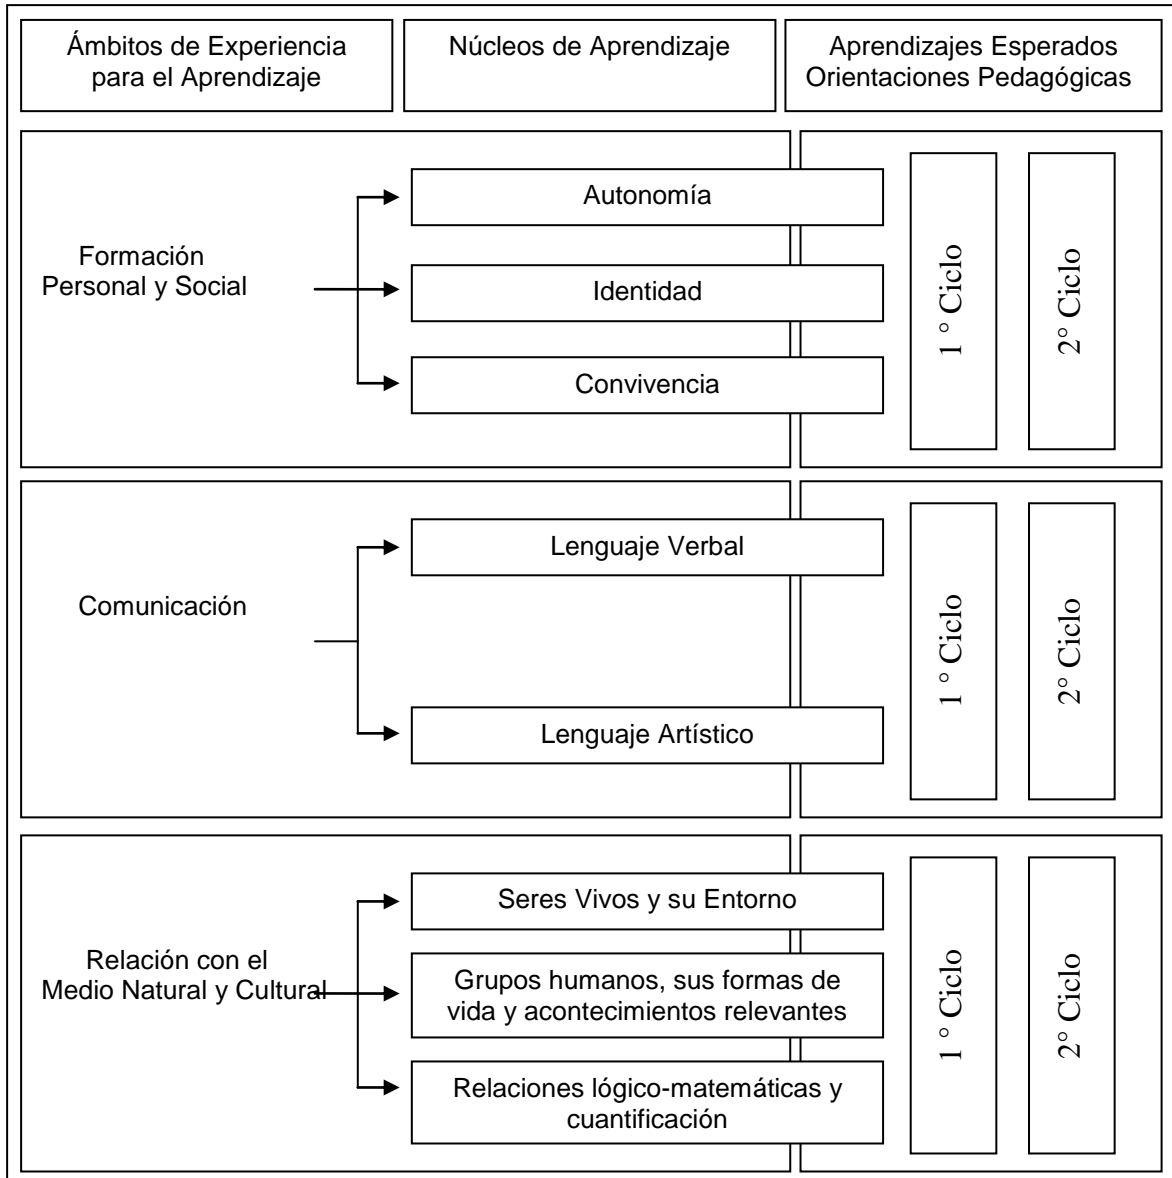 Ámbitos de Experiencia
para el Aprendizaje
Núcleos de Aprendizaje
Aprendizajes Esperados
Orientaciones Pedagógicas
Formación
Personal y Social
Autonomía
Identidad
Convivencia
1 ° Ciclo
2° Ciclo
Comunicación
Lenguaje Verbal
Lenguaje Artístico
1 ° Ciclo
2° Ciclo
Relación con el
Medio Natural y Cultural
Seres Vivos y su Entorno
Grupos humanos, sus formas de
vida y acontecimientos relevantes
Relaciones lógico-matemáticas y
cuantificación
1 ° Ciclo
2° Ciclo